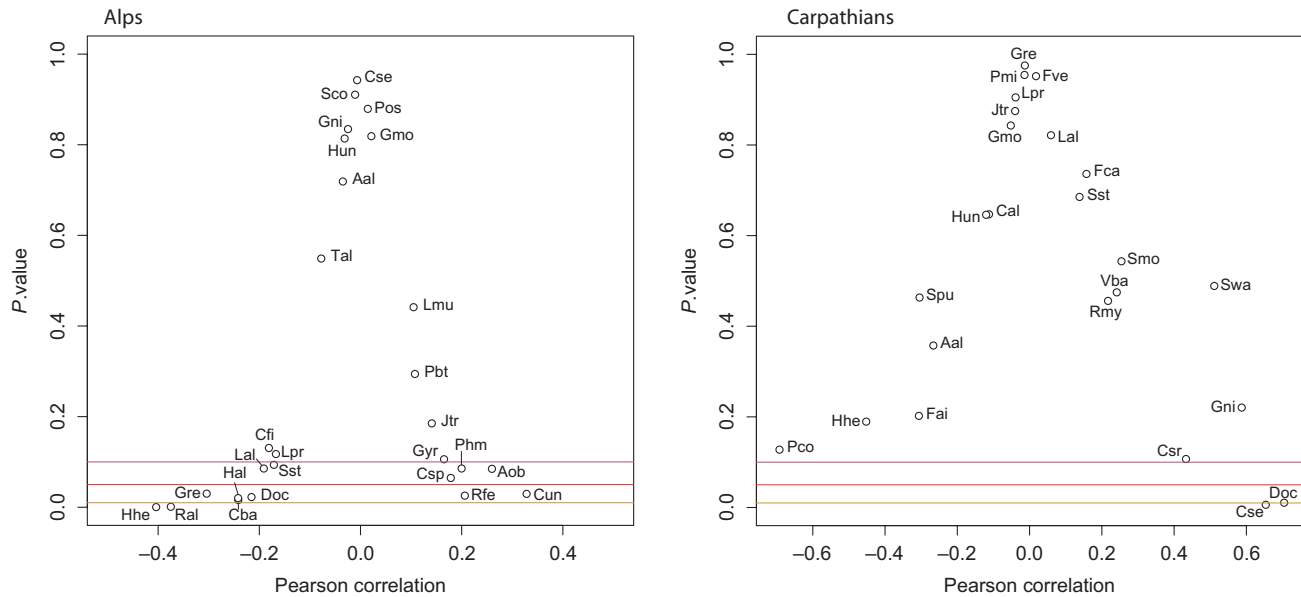 Alps
P.value
1.0
0.8
0.6
0.4
0.2
0.0
Cse
Sco
Pos
Gni
Gmo
Hun
Aal
Tal
Lmu
Pbt
Jtr
Cfi
Lpr
Lal
Sst
Hal
Phm
Gyr
Csp
Aob
Gre
Doc
Rfe
Cun
Hhe
Ral
Cba
–0.4
–0.2
0.0
0.2
0.4
Pearson correlation
Carpathians
P.value
1.0
0.8
0.6
0.4
0.2
0.0
Gre
Pmi
Fve
Lpr
Jtr
Gmo
Lal
Fca
Sst
Hun
Cal
Smo
Vba
Swa
Spu
Rmy
Aal
Gni
Hhe
Fai
Pco
Csr
Doc
Cse
–0.6
–0.4
–0.2
0.0
0.2
0.4
0.6
Pearson correlation